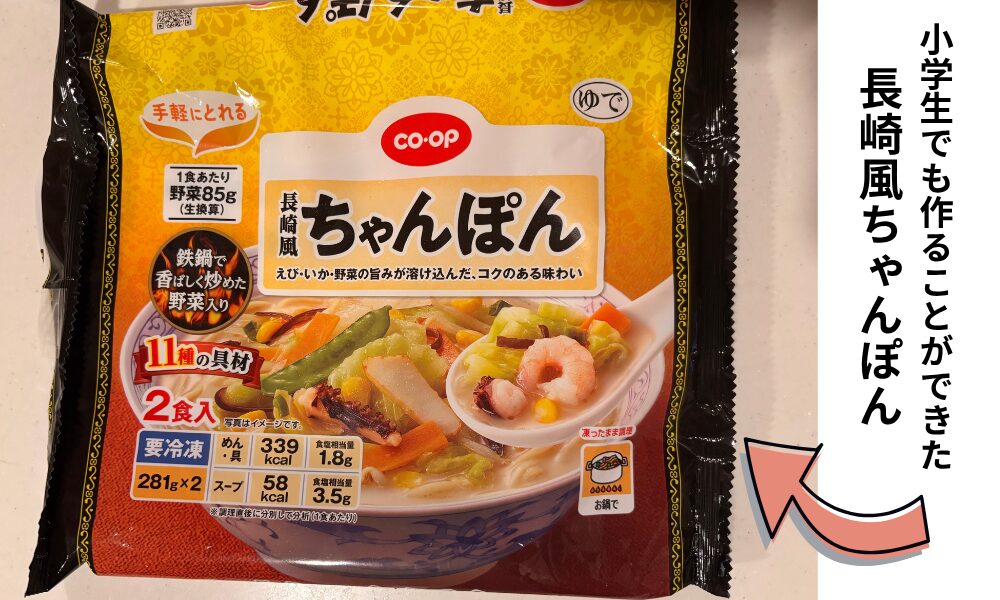 手軽にとれる
1食あたり
野菜85g
(生換算)
鉄鍋で
香ばしく炒めた
野菜入り
11種の具材
2食入
写真はイメージです。
要冷凍
281g×2
めん・具
339kcal
食塩相当量
1.8g
スープ
58kcal
食塩相当量
3.5g
※調理直後に分別して分析(1食あたり)
CO·OP
ゆで
長崎風
ちゃんぽん
えび・いか・野菜の旨みが溶け込んだ、コクのある味わい
凍ったまま調理
お鍋で
小学生でも作ることができた
長崎風ちゃんぽん